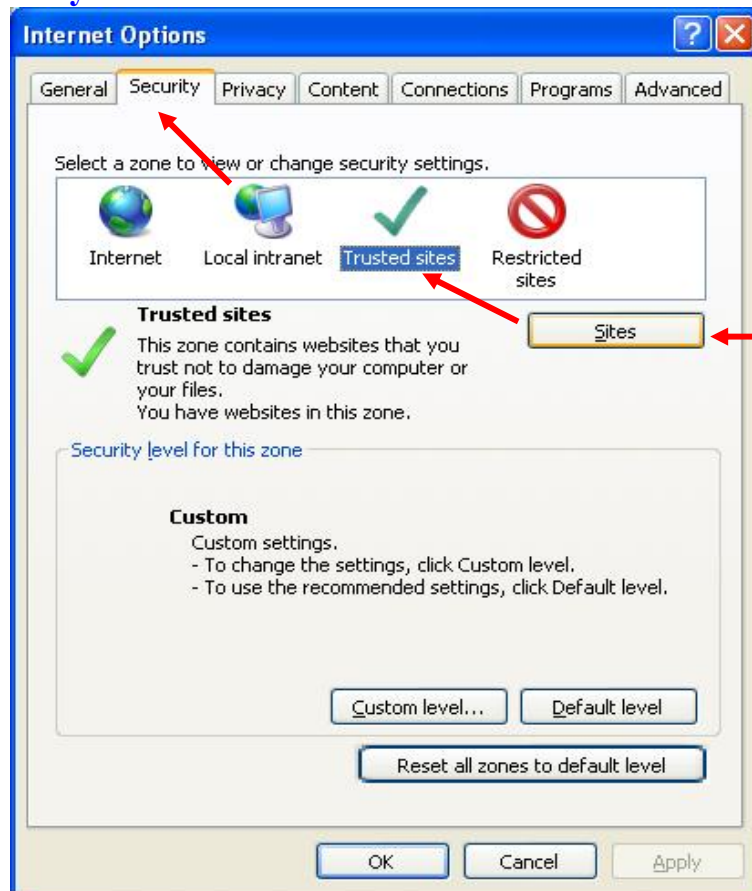 Internet Options
General Security Privacy Content Connections Programs Advanced
Select a zone to view or change security settings.
Internet Local intranet Trusted sites Restricted sites
Trusted sites
Sites
This zone contains websites that you
trust not to damage your computer or
your files.
You have websites in this zone.
Security level for this zone
Custom
Custom settings.
- To change the settings, click Custom level.
- To use the recommended settings, click Default level.
Custom level... Default level
Reset all zones to default level
OK Cancel Apply